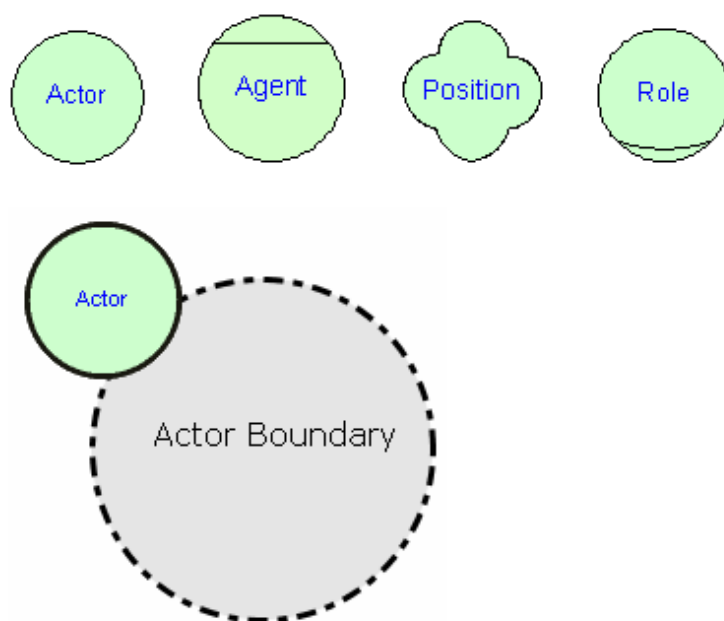 Actor
Agent
Position
Role
Actor
Actor Boundary